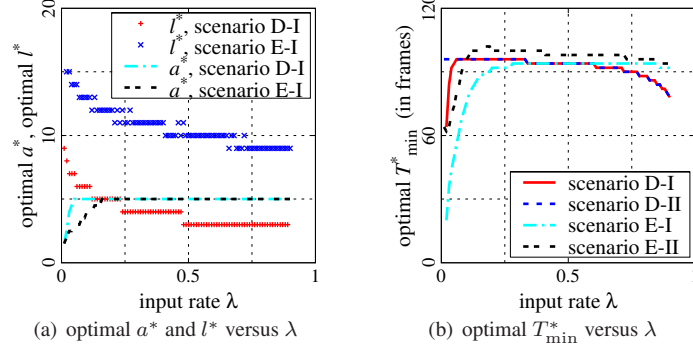 20
10
0
0
0.5
1
optimal a*, optimal l*
input rate λ
l*, scenario D-I
l*, scenario E-I
a*, scenario D-I
a*, scenario E-I
(a) optimal a* and l* versus λ
120
60
0
0
0.5
1
optimal T*min (in frames)
input rate λ
scenario D-I
scenario D-II
scenario E-I
scenario E-II
(b) optimal T*min versus λ